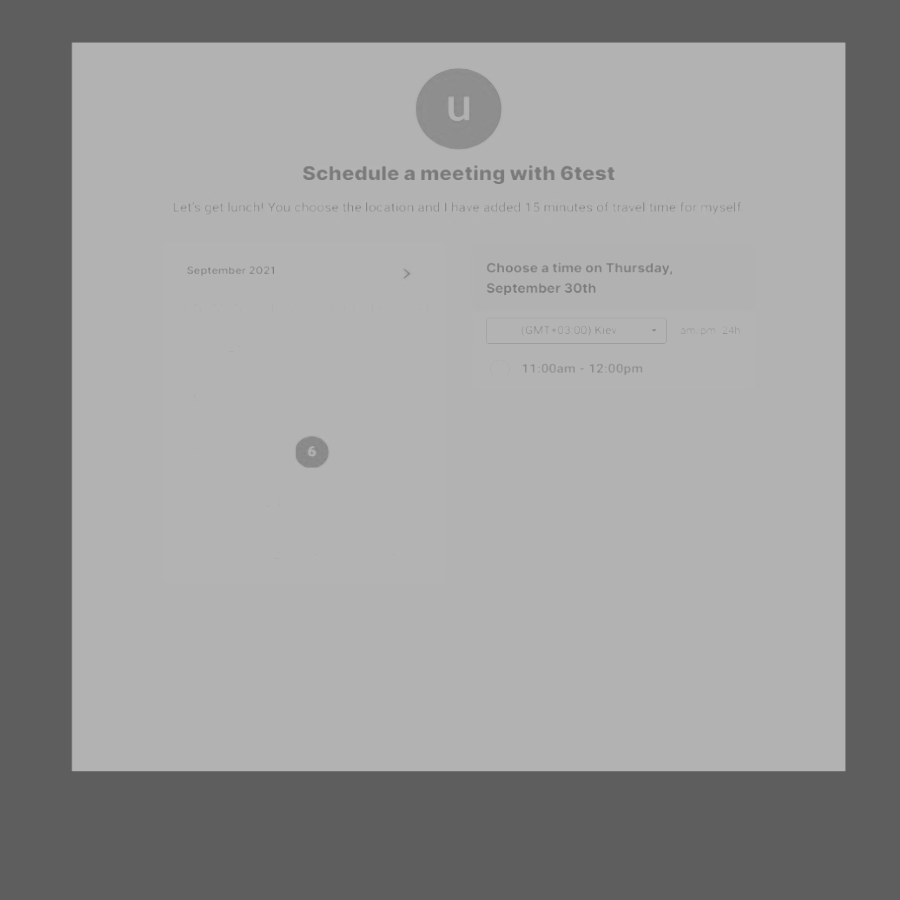 u
Schedule a meeting with 6test
Let's get lunch! You choose the location and I have added 15 minutes of travel time for myself
September 2021
Choose a time on Thursday,
September 30th
(GMT+03:00) Kiev
am/pm 24h
11:00am - 12:00pm
6